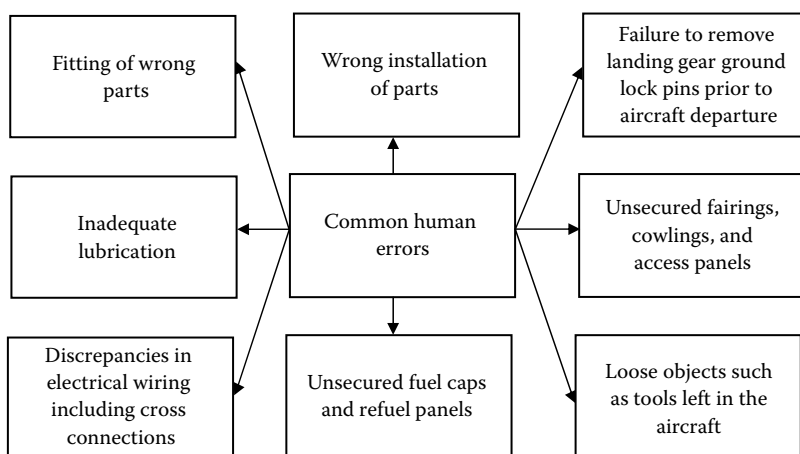 Fitting of wrong
parts
Wrong installation
of parts
Failure to remove
landing gear ground
lock pins prior to
aircraft departure
Inadequate
lubrication
Common human
errors
Unsecured fairings,
cowlings, and
access panels
Discrepancies in
electrical wiring
including cross
connections
Unsecured fuel caps
and refuel panels
Loose objects such
as tools left in the
aircraft